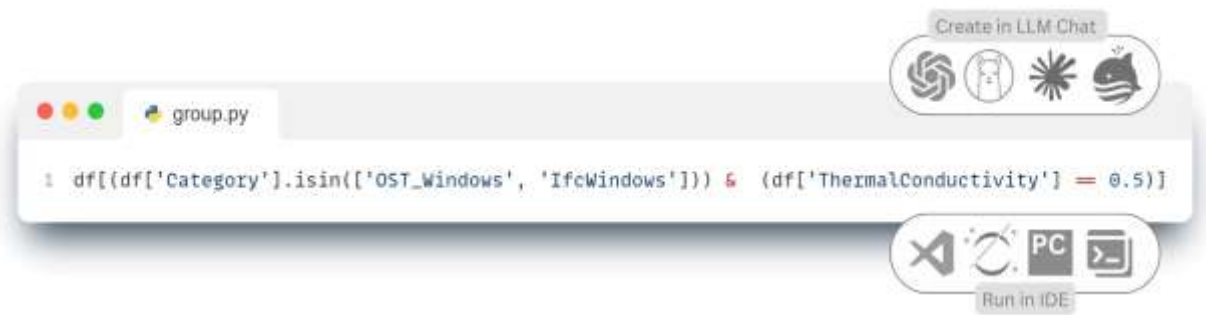 Create in LLM Chat
group.py
1 df[(df['Category'].isin(['OST_Windows', 'IfcWindows'])) & (df['ThermalConductivity'] == 0.5)]
PC
>_
Run in IDE